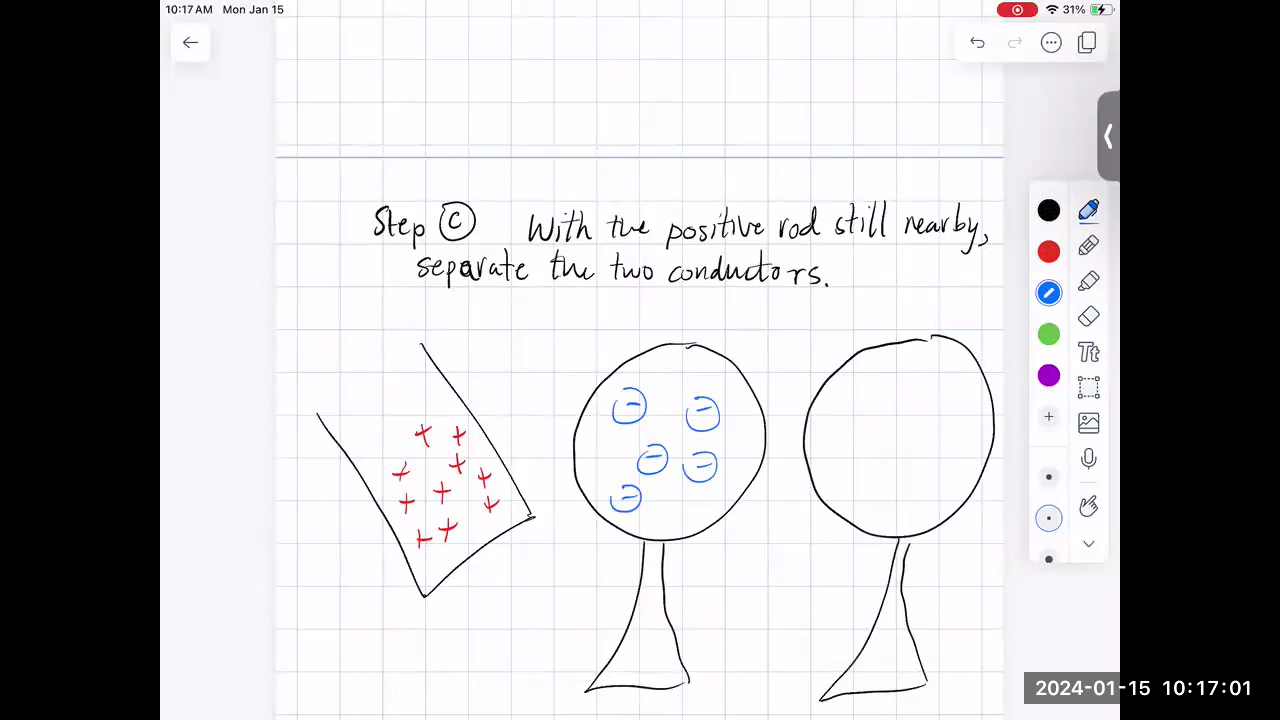 10:17 AM Mon Jan 15
31%
Step C With the positive rod still nearby,
separate the two conductors.
+ +
+ + +
+ + +
+ +
− −
− −
−
Tt
2024-01-15 10:17:01